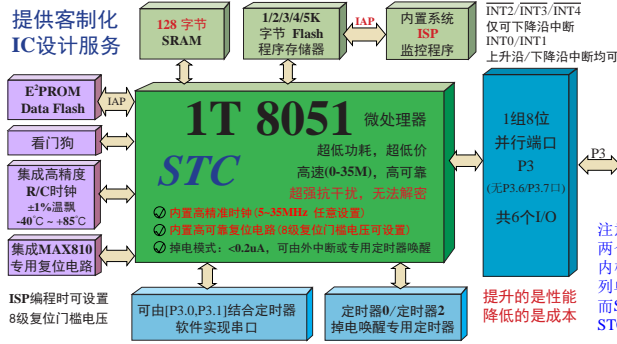 提供客制化
IC设计服务
128 字节
SRAM
1/2/3/4/5K
字节 Flash
程序存储器
IAP
内置系统
ISP
监控程序
INT2/INT3/INT4
仅可下降沿中断
INT0/INT1
上升沿/下降沿中断均可
E²PROM
Data Flash
IAP
看门狗
集成高精度
R/C时钟
±1%温飘
-40℃ ~ +85℃
集成MAX810
专用复位电路
1T 8051 微处理器
STC
超低功耗，超低价
高速(0-35M)，高可靠
超强抗干扰，无法解密
内置高精准时钟(5~35MHz 任意设置)
内置高可靠复位电路(8级复位门槛电压可设置)
掉电模式：<0.2uA，可由外中断或专用定时器唤醒
1组8位
并行端口
P3
(无P3.6/P3.7口)
共6个I/O
P3
ISP编程时可设置
8级复位门槛电压
可由[P3.0,P3.1]结合定时器
软件实现串口
定时器0/定时器2
掉电唤醒专用定时器
提升的是性能
降低的是成本
两个
内核
列单
而S
STC